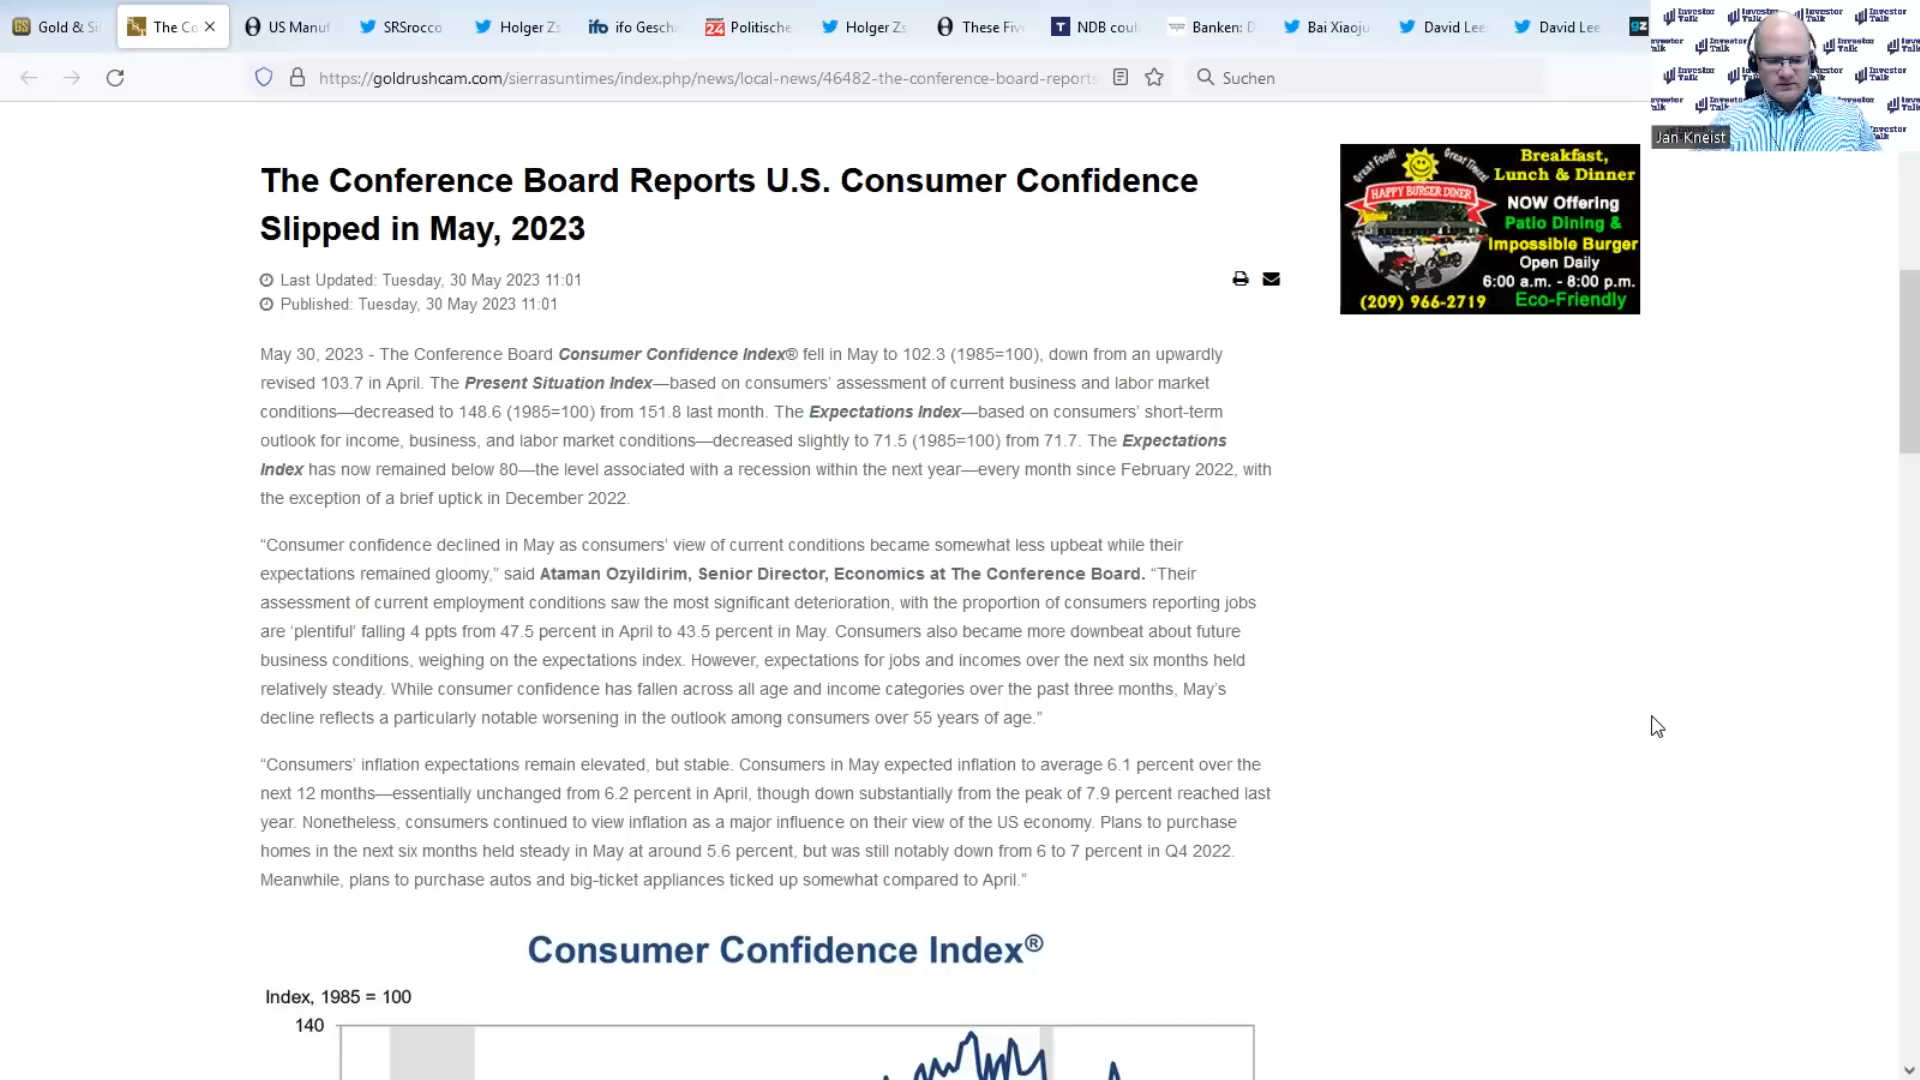 Gold & Si
The Co
US Manuf
SRSrocco
Holger Zs
ifo
ifo Gesch
24
Politische
Holger Zs
These Five
T
NDB coul
Banken: D
Bai Xiaoju
David Lee
David Lee
gz
https://goldrushcam.com/sierrasuntimes/index.php/news/local-news/46482-the-conference-board-reports
Suchen
Investor Talk
Jan Kneist
The Conference Board Reports U.S. Consumer Confidence
Slipped in May, 2023
Last Updated: Tuesday, 30 May 2023 11:01
Published: Tuesday, 30 May 2023 11:01
Great Food!
Great Times!
HAPPY BURGER DINER
Breakfast,
Lunch & Dinner
NOW Offering
Patio Dining &
Impossible Burger
Open Daily
6:00 a.m. - 8:00 p.m.
(209) 966-2719 Eco-Friendly
May 30, 2023 - The Conference Board Consumer Confidence Index® fell in May to 102.3 (1985=100), down from an upwardly
revised 103.7 in April. The Present Situation Index—based on consumers’ assessment of current business and labor market
conditions—decreased to 148.6 (1985=100) from 151.8 last month. The Expectations Index—based on consumers’ short-term
outlook for income, business, and labor market conditions—decreased slightly to 71.5 (1985=100) from 71.7. The Expectations
Index has now remained below 80—the level associated with a recession within the next year—every month since February 2022, with
the exception of a brief uptick in December 2022.
“Consumer confidence declined in May as consumers’ view of current conditions became somewhat less upbeat while their
expectations remained gloomy,” said Ataman Ozyildirim, Senior Director, Economics at The Conference Board. “Their
assessment of current employment conditions saw the most significant deterioration, with the proportion of consumers reporting jobs
are ‘plentiful’ falling 4 ppts from 47.5 percent in April to 43.5 percent in May. Consumers also became more downbeat about future
business conditions, weighing on the expectations index. However, expectations for jobs and incomes over the next six months held
relatively steady. While consumer confidence has fallen across all age and income categories over the past three months, May’s
decline reflects a particularly notable worsening in the outlook among consumers over 55 years of age.”
“Consumers’ inflation expectations remain elevated, but stable. Consumers in May expected inflation to average 6.1 percent over the
next 12 months—essentially unchanged from 6.2 percent in April, though down substantially from the peak of 7.9 percent reached last
year. Nonetheless, consumers continued to view inflation as a major influence on their view of the US economy. Plans to purchase
homes in the next six months held steady in May at around 5.6 percent, but was still notably down from 6 to 7 percent in Q4 2022.
Meanwhile, plans to purchase autos and big-ticket appliances ticked up somewhat compared to April.”
Consumer Confidence Index®
Index, 1985 = 100
140